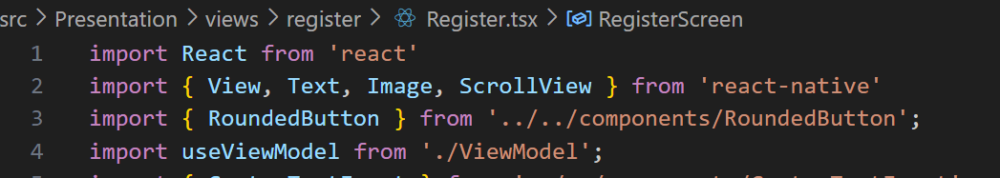 src > Presentation > views > register > Register.tsx > RegisterScreen
1 import React from 'react'
2 import { View, Text, Image, ScrollView } from 'react-native'
3 import { RoundedButton } from '../../components/RoundedButton';
4 import useViewModel from './ViewModel';